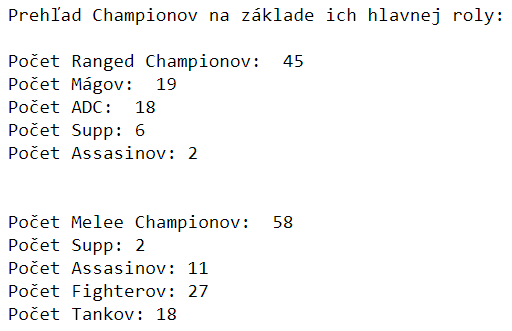 Prehľad Championov na základe ich hlavnej roly:
Počet Ranged Championov: 45
Počet Mágov: 19
Počet ADC: 18
Počet Supp: 6
Počet Assasinov: 2
Počet Melee Championov: 58
Počet Supp: 2
Počet Assasinov: 11
Počet Fighterov: 27
Počet Tankov: 18